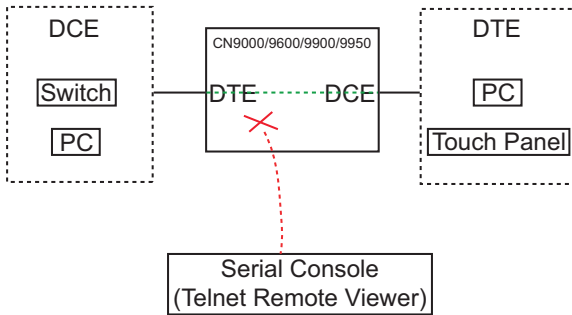 DCE
Switch
PC
CN9000/9600/9900/9950
DTE
DCE
DTE
PC
Touch Panel
Serial Console
(Telnet Remote Viewer)